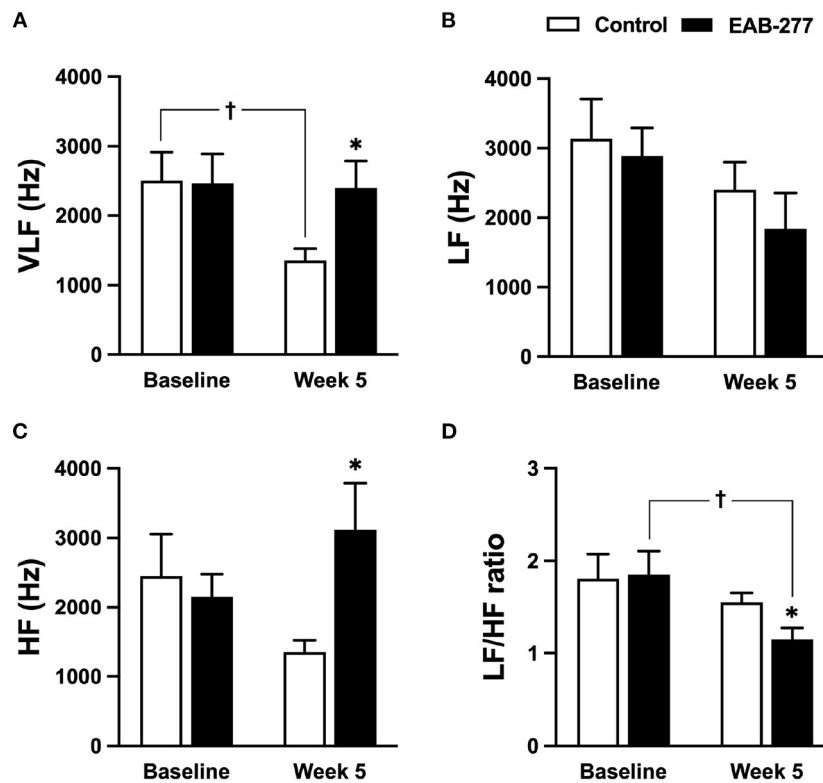 A
4000
3000
2000
1000
0
VLF (Hz)
†
*
Baseline Week 5
B
Control EAB-277
4000
3000
2000
1000
0
LF (Hz)
Baseline Week 5
C
4000
3000
2000
1000
0
HF (Hz)
*
Baseline Week 5
D
3
2
1
0
LF/HF ratio
†
*
Baseline Week 5